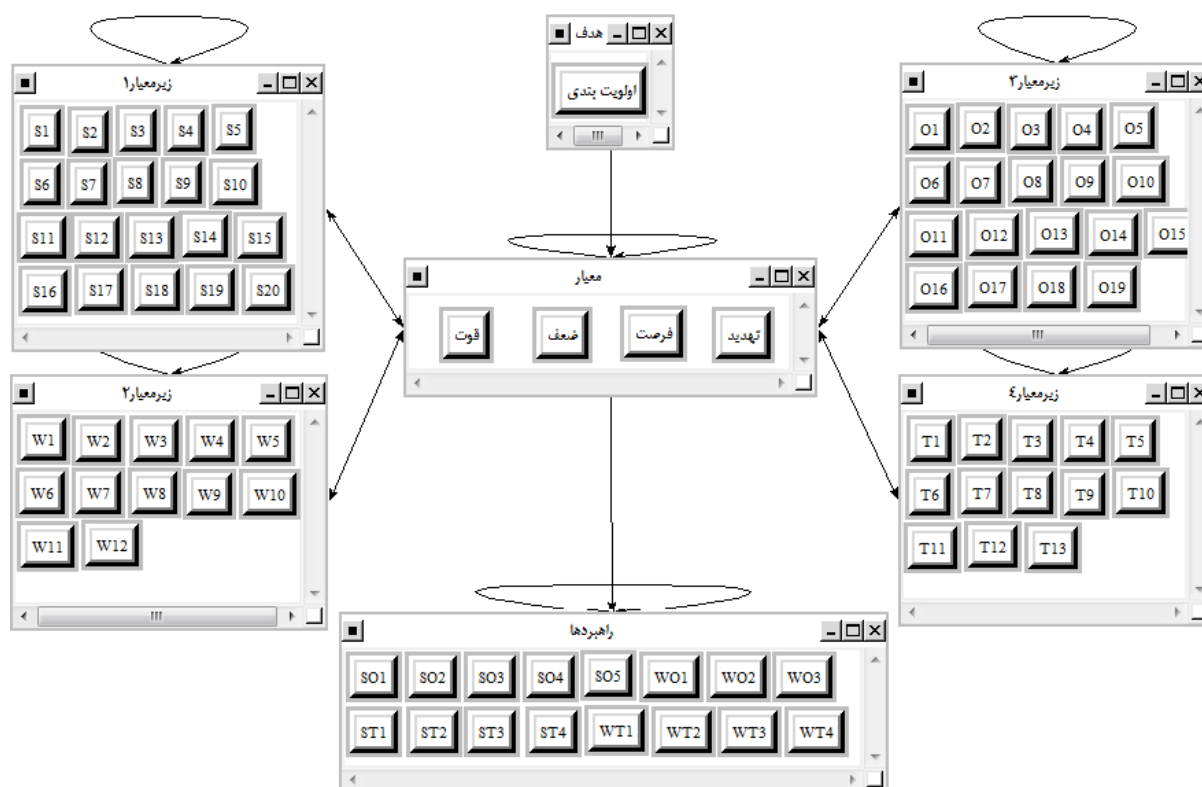 هدف
اولویت بندی
زیرمعیار۱
S1 S2 S3 S4 S5
S6 S7 S8 S9 S10
S11 S12 S13 S14 S15
S16 S17 S18 S19 S20
زیرمعیار۳
O1 O2 O3 O4 O5
O6 O7 O8 O9 O10
O11 O12 O13 O14 O15
O16 O17 O18 O19
معیار
قوت ضعف فرصت تهدید
زیرمعیار۲
W1 W2 W3 W4 W5
W6 W7 W8 W9 W10
W11 W12
زیرمعیار٤
T1 T2 T3 T4 T5
T6 T7 T8 T9 T10
T11 T12 T13
راهبردها
SO1 SO2 SO3 SO4 SO5 WO1 WO2 WO3
ST1 ST2 ST3 ST4 WT1 WT2 WT3 WT4